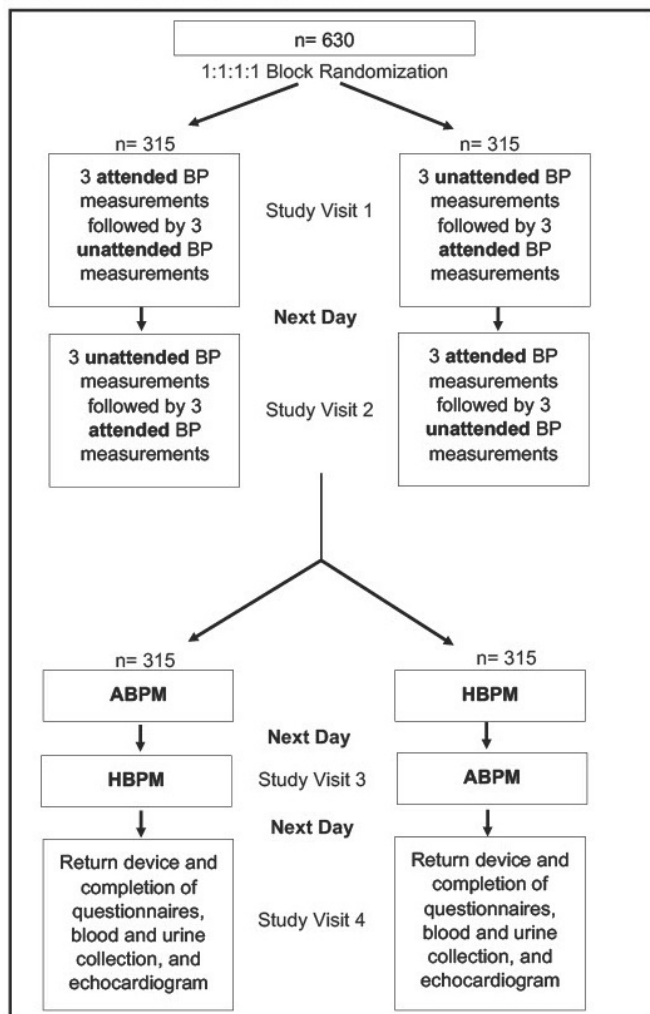 n= 630
1:1:1:1 Block Randomization
n= 315
3 attended BP
measurements
followed by 3
unattended BP
measurements
Study Visit 1
n= 315
3 unattended BP
measurements
followed by 3
attended BP
measurements
Next Day
3 unattended BP
measurements
followed by 3
attended BP
measurements
Study Visit 2
3 attended BP
measurements
followed by 3
unattended BP
measurements
n= 315
ABPM
n= 315
HBPM
Next Day
HBPM
Study Visit 3
ABPM
Next Day
Return device and
completion of
questionnaires,
blood and urine
collection, and
echocardiogram
Study Visit 4
Return device and
completion of
questionnaires,
blood and urine
collection, and
echocardiogram